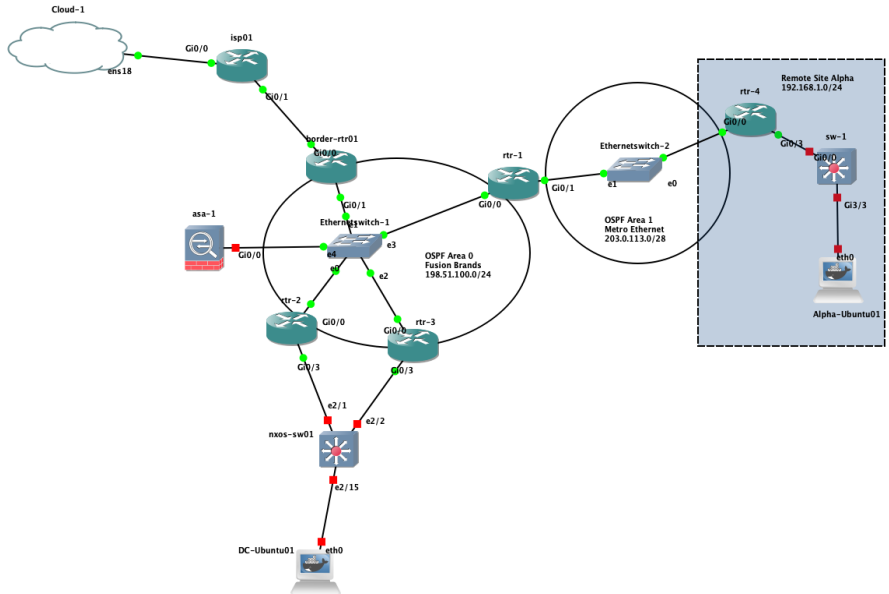 Cloud-1
ens18
Gi0/0
isp01
Gi0/1
border-rtr01
Gi0/0
Gi0/1
e1
Ethernetswitch-1
e3
e4
e0
e2
asa-1
Gi0/0
OSPF Area 0
Fusion Brands
198.51.100.0/24
rtr-1
Gi0/0
Gi0/1
Ethernetswitch-2
e1
e0
OSPF Area 1
Metro Ethernet
203.0.113.0/28
Remote Site Alpha
192.168.1.0/24
rtr-4
Gi0/0
Gi0/3
sw-1
Gi0/0
Gi3/3
eth0
Alpha-Ubuntu01
rtr-2
Gi0/0
Gi0/3
rtr-3
Gi0/0
Gi0/3
e2/1
e2/2
nxos-sw01
e2/15
DC-Ubuntu01
eth0